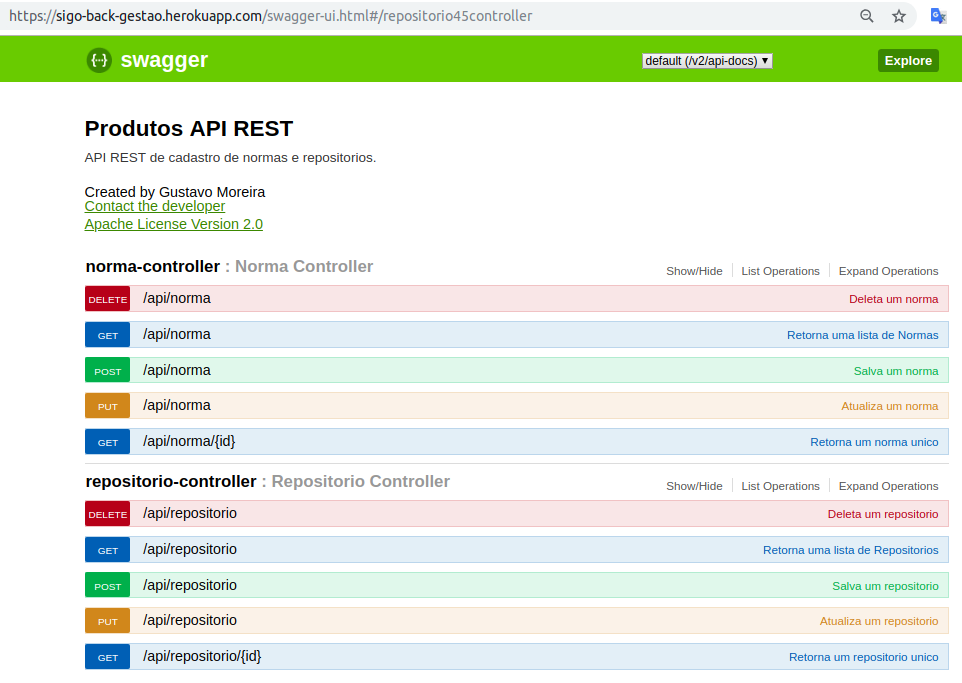 https://sigo-back-gestao.herokuapp.com/swagger-ui.html#/repositorio45controller
{··} swagger default (/v2/api-docs) ▼ Explore
Produtos API REST
API REST de cadastro de normas e repositorios.
Created by Gustavo Moreira
Contact the developer
Apache License Version 2.0
norma-controller : Norma Controller Show/Hide List Operations Expand Operations
DELETE /api/norma Deleta um norma
GET /api/norma Retorna uma lista de Normas
POST /api/norma Salva um norma
PUT /api/norma Atualiza um norma
GET /api/norma/{id} Retorna um norma unico
repositorio-controller : Repositorio Controller Show/Hide List Operations Expand Operations
DELETE /api/repositorio Deleta um repositorio
GET /api/repositorio Retorna uma lista de Repositorios
POST /api/repositorio Salva um repositorio
PUT /api/repositorio Atualiza um repositorio
GET /api/repositorio/{id} Retorna um repositorio unico